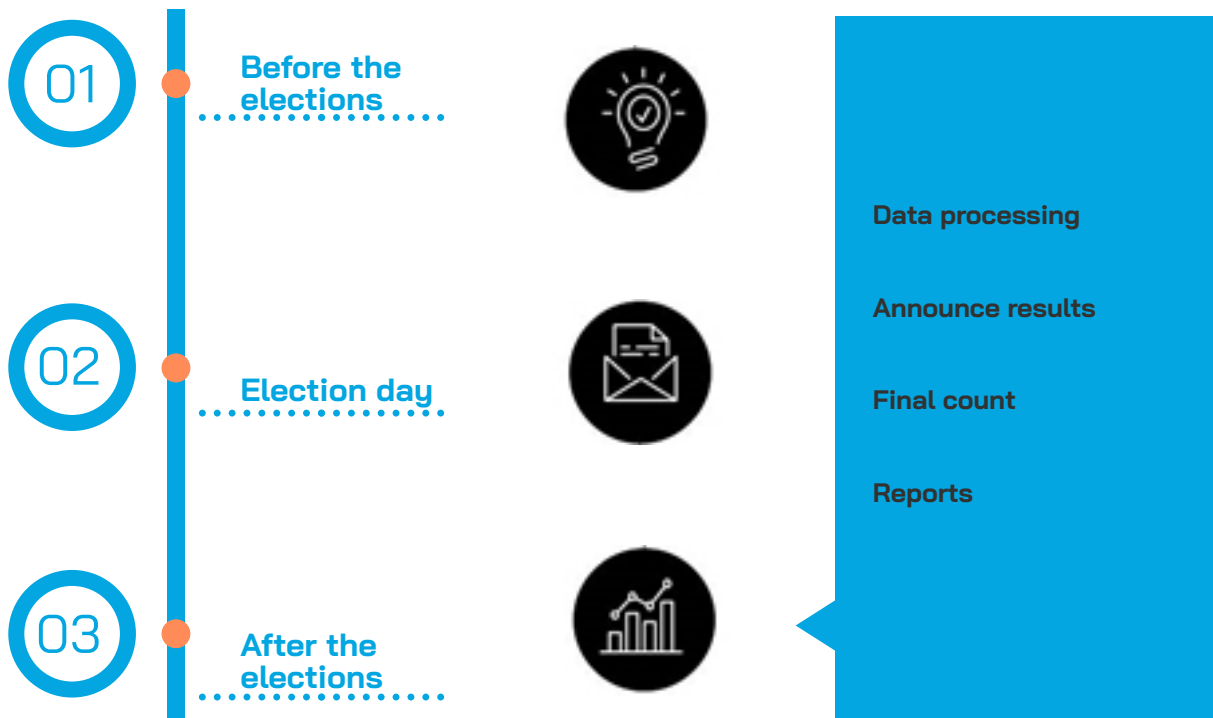 01
Before the
elections
02
Election day
03
After the
elections
Data processing
Announce results
Final count
Reports